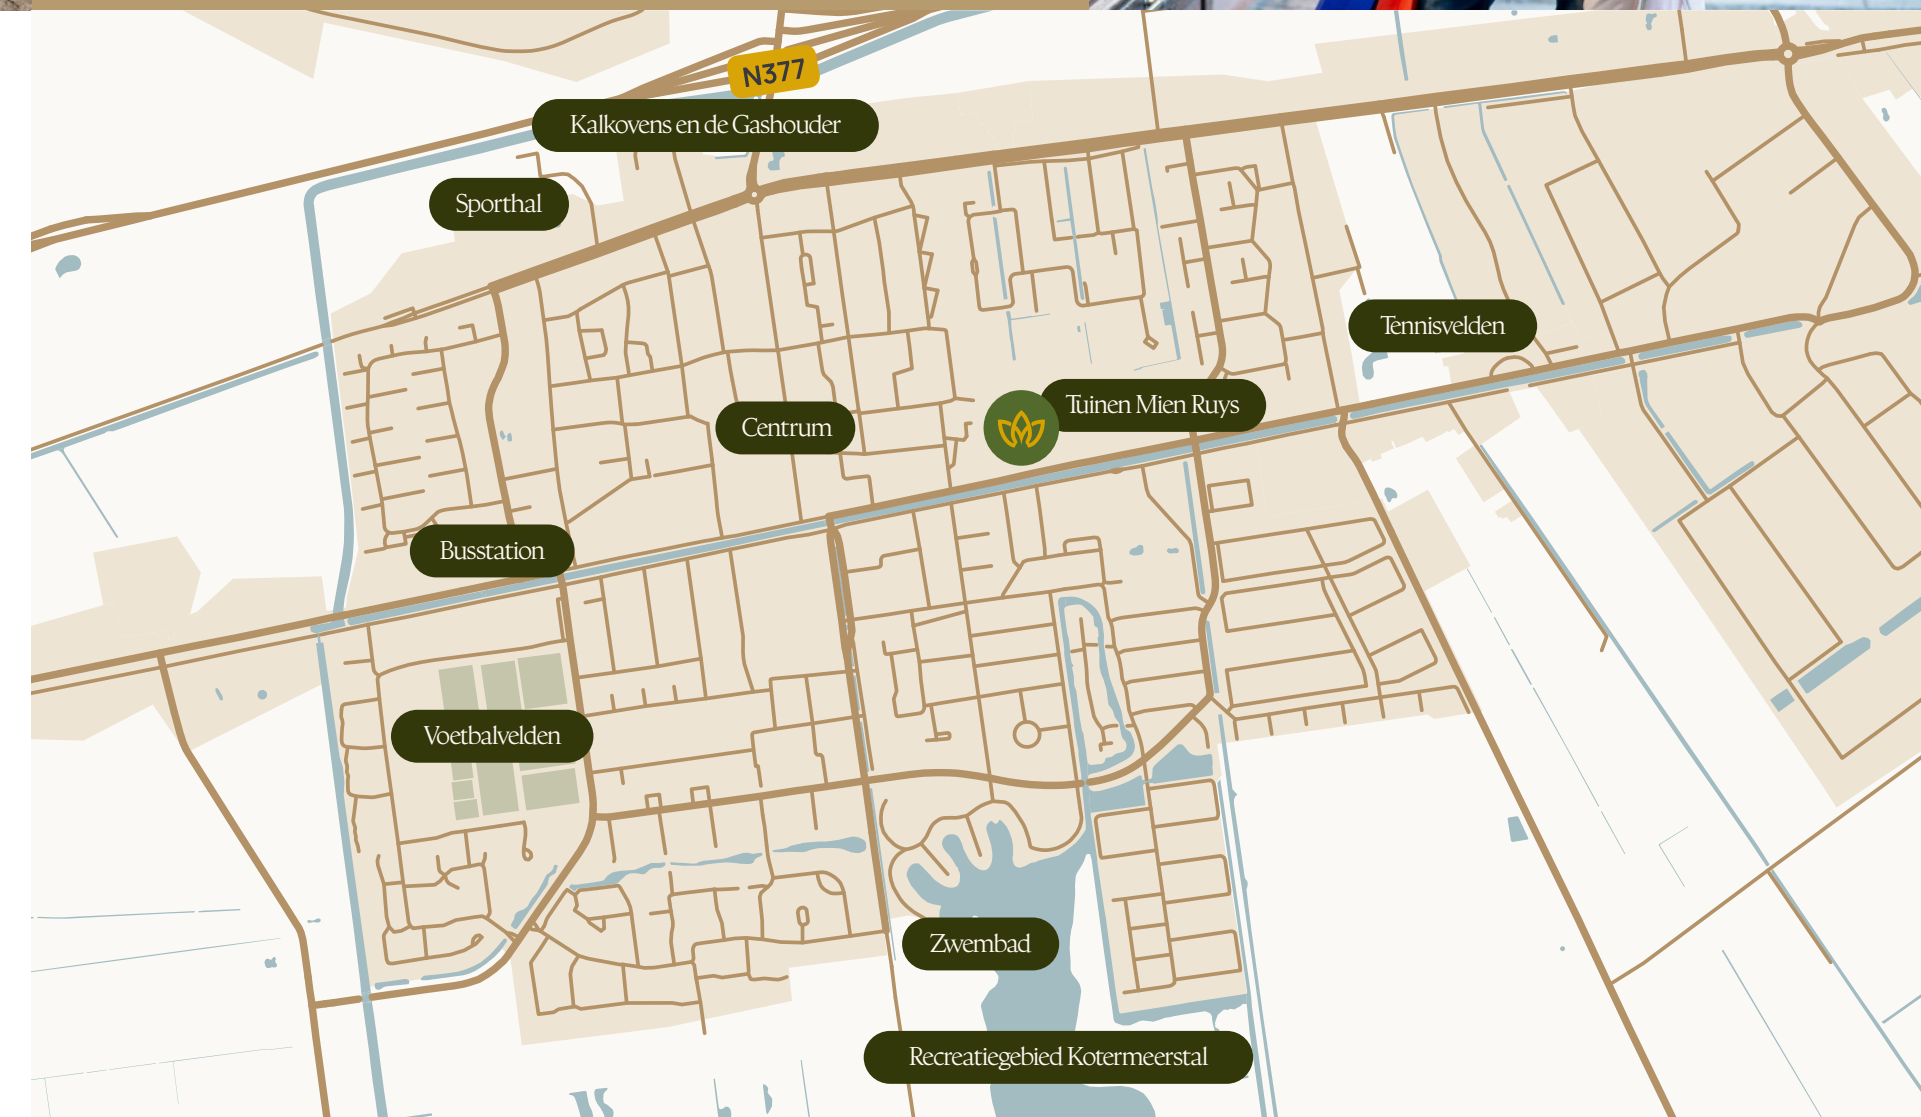 N377
Kalkovens en de Gashouder
Sporthal
Tennisvelden
Tuinen Mien Ruys
Centrum
Busstation
Voetbalvelden
Zwembad
Recreatiegebied Kotermeerstal